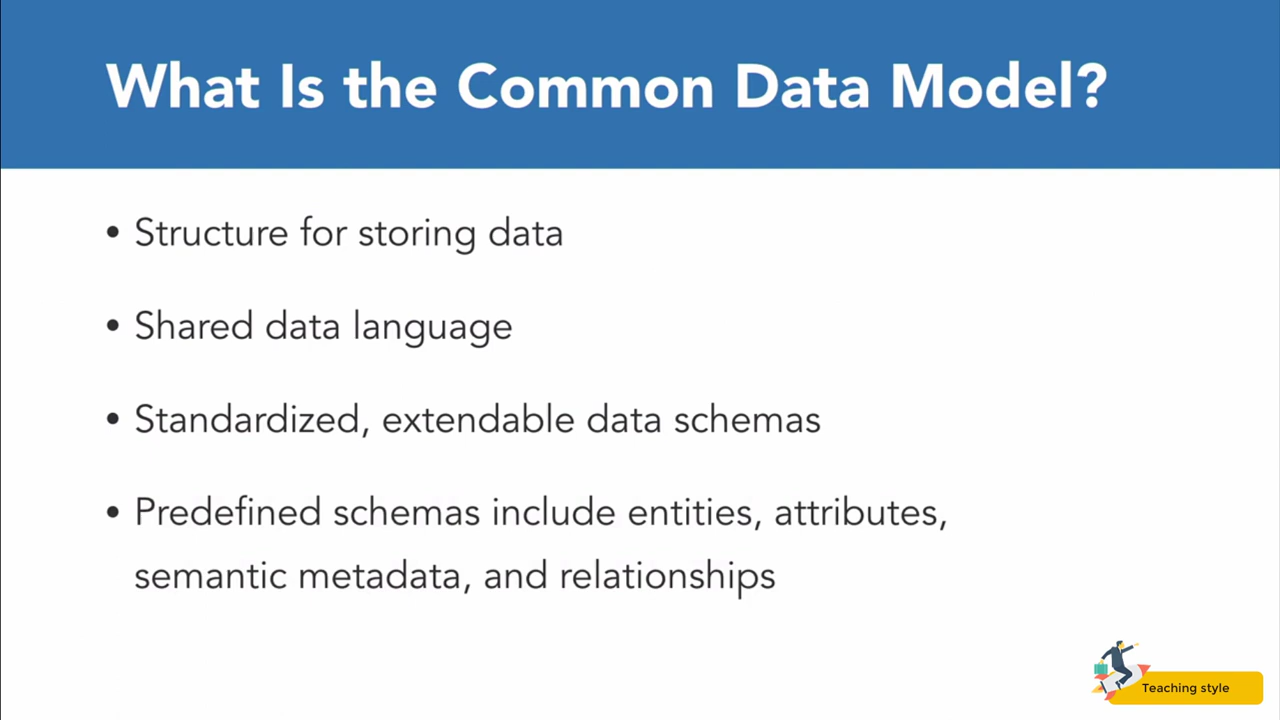 What Is the Common Data Model?
• Structure for storing data
• Shared data language
• Standardized, extendable data schemas
• Predefined schemas include entities, attributes,
semantic metadata, and relationships
Teaching style